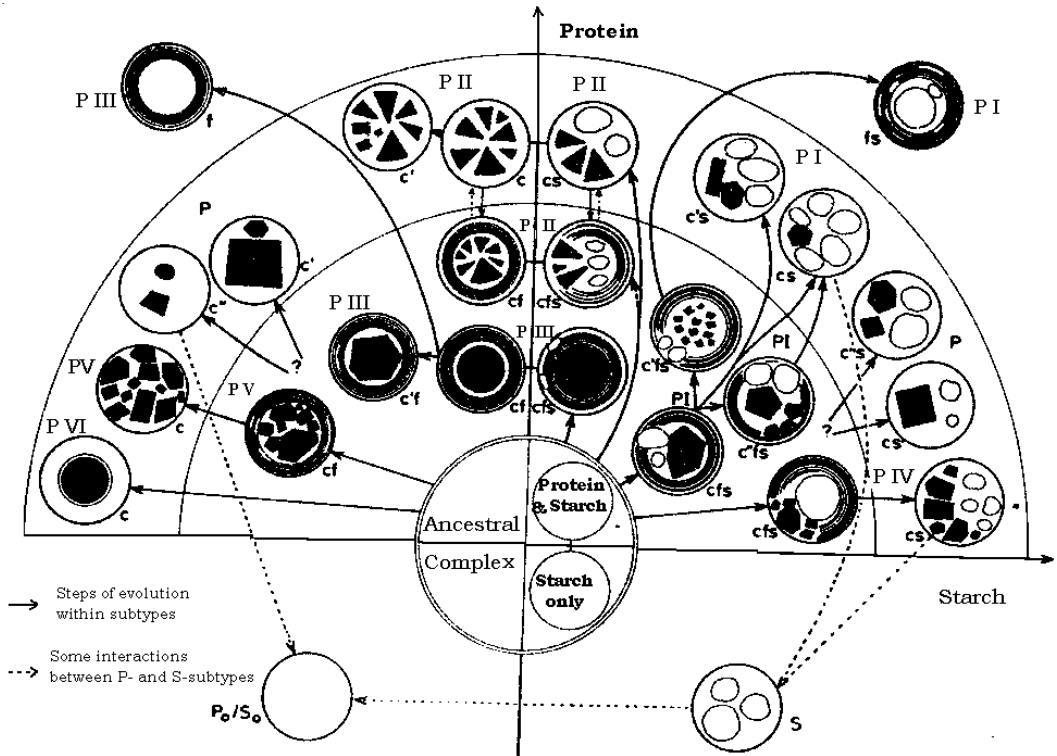 Protein
P II
P II
P III
f
P I
P I
fs
c'
c
cs
c's
P
P II
cs
c'
c"
cf
cfs
P III
P III
PI
c"s
c'fs
P
PV
?
P V
c'f
cf
cfs
PI
c"fs
?
cs
c
P VI
cf
cfs
P IV
c
Protein
& Starch
Ancestral
cfs
cs
Complex
Starch
only
Starch
Steps of evolution
within subtypes
Some interactions
between P- and S-subtypes
Po/So
S